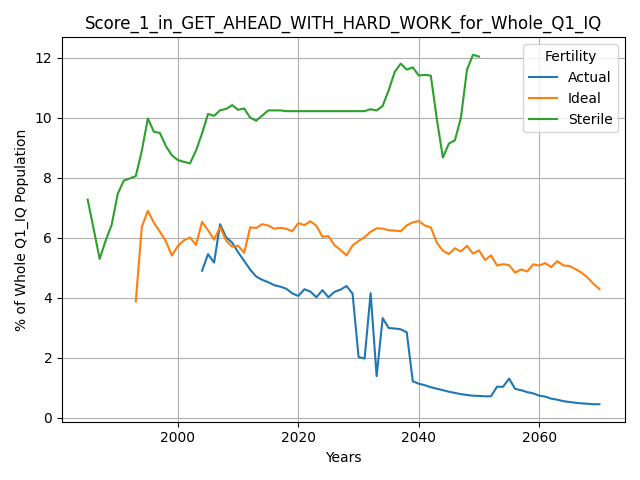 Score_1_in_GET_AHEAD_WITH_HARD_WORK_for_Whole_Q1_IQ
% of Whole Q1_IQ Population
12
10
8
6
4
2
0
Fertility
Actual
Ideal
Sterile
2000
2020
2040
2060
Years